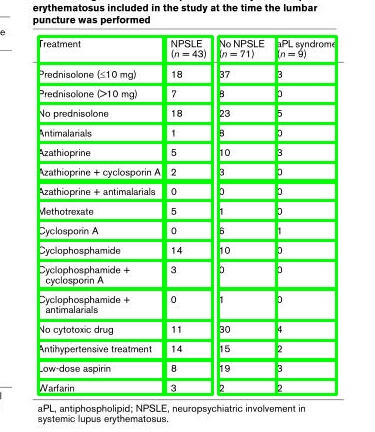 erythematosus included in the study at the time the lumbar
puncture was performed
Treatment NPSLE (n = 43) No NPSLE (n = 71) aPL syndrome (n = 9)
Prednisolone (≤10 mg) 18 37 3
Prednisolone (>10 mg) 7 8 0
No prednisolone 18 23 5
Antimalarials 1 8 0
Azathioprine 5 10 3
Azathioprine + cyclosporin A 2 3 0
Azathioprine + antimalarials 0 0 0
Methotrexate 5 1 0
Cyclosporin A 0 6 1
Cyclophosphamide 14 10 0
Cyclophosphamide + 3 0 0
cyclosporin A
Cyclophosphamide + 0 1 0
antimalarials
No cytotoxic drug 11 30 4
Antihypertensive treatment 14 15 2
Low-dose aspirin 8 19 3
Warfarin 3 2 2
aPL, antiphospholipid; NPSLE, neuropsychiatric involvement in
systemic lupus erythematosus.